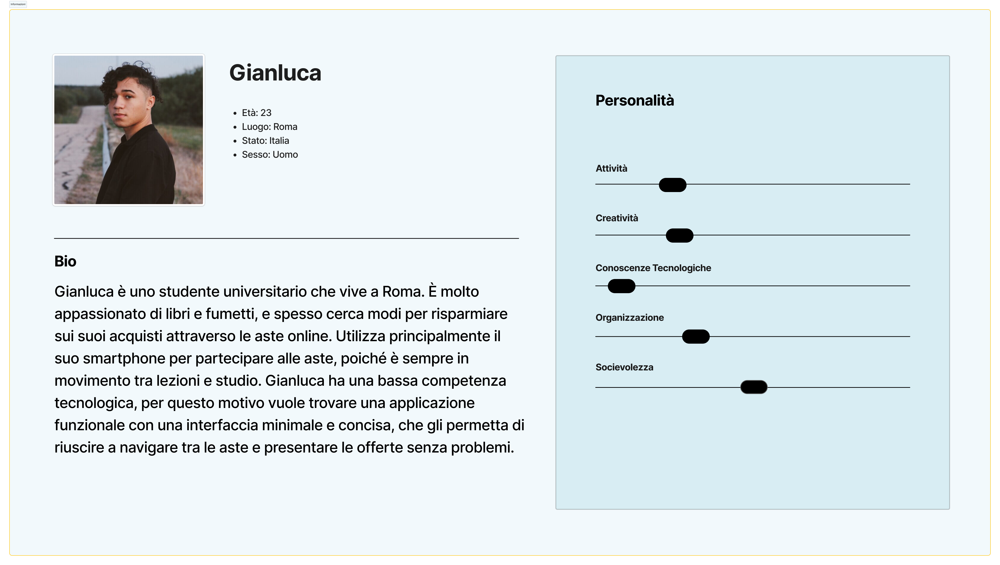 Informazioni
Gianluca
Età: 23
Luogo: Roma
Stato: Italia
Sesso: Uomo
Bio
Gianluca è uno studente universitario che vive a Roma. È molto
appassionato di libri e fumetti, e spesso cerca modi per risparmiare
sui suoi acquisti attraverso le aste online. Utilizza principalmente il
suo smartphone per partecipare alle aste, poiché è sempre in
movimento tra lezioni e studio. Gianluca ha una bassa competenza
tecnologica, per questo motivo vuole trovare una applicazione
funzionale con una interfaccia minimale e concisa, che gli permetta di
riuscire a navigare tra le aste e presentare le offerte senza problemi.
Personalità
Attività
Creatività
Conoscenze Tecnologiche
Organizzazione
Socievolezza